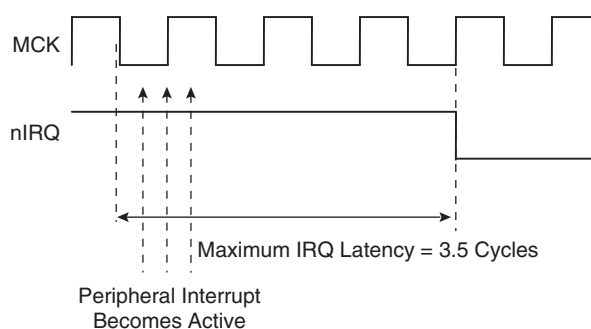 MCK
nIRQ
Maximum IRQ Latency = 3.5 Cycles
Peripheral Interrupt
Becomes Active